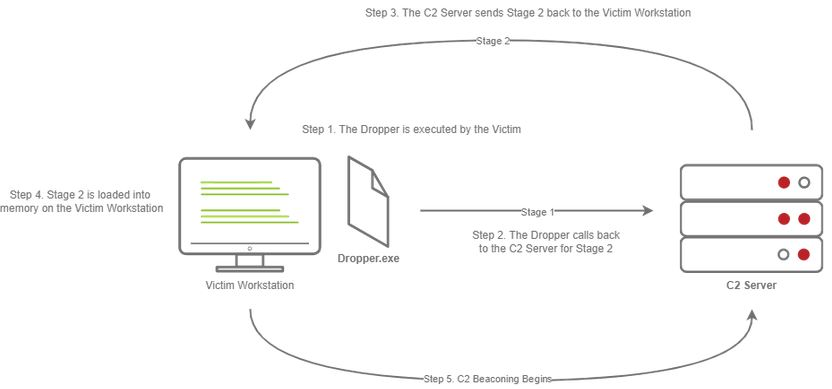 Step 3. The C2 Server sends Stage 2 back to the Victim Workstation
Stage 2
Step 1. The Dropper is executed by the Victim
Step 4. Stage 2 is loaded into
memory on the Victim Workstation
Stage 1
Step 2. The Dropper calls back
to the C2 Server for Stage 2
Dropper.exe
Victim Workstation
C2 Server
Step 5. C2 Beaconing Begins